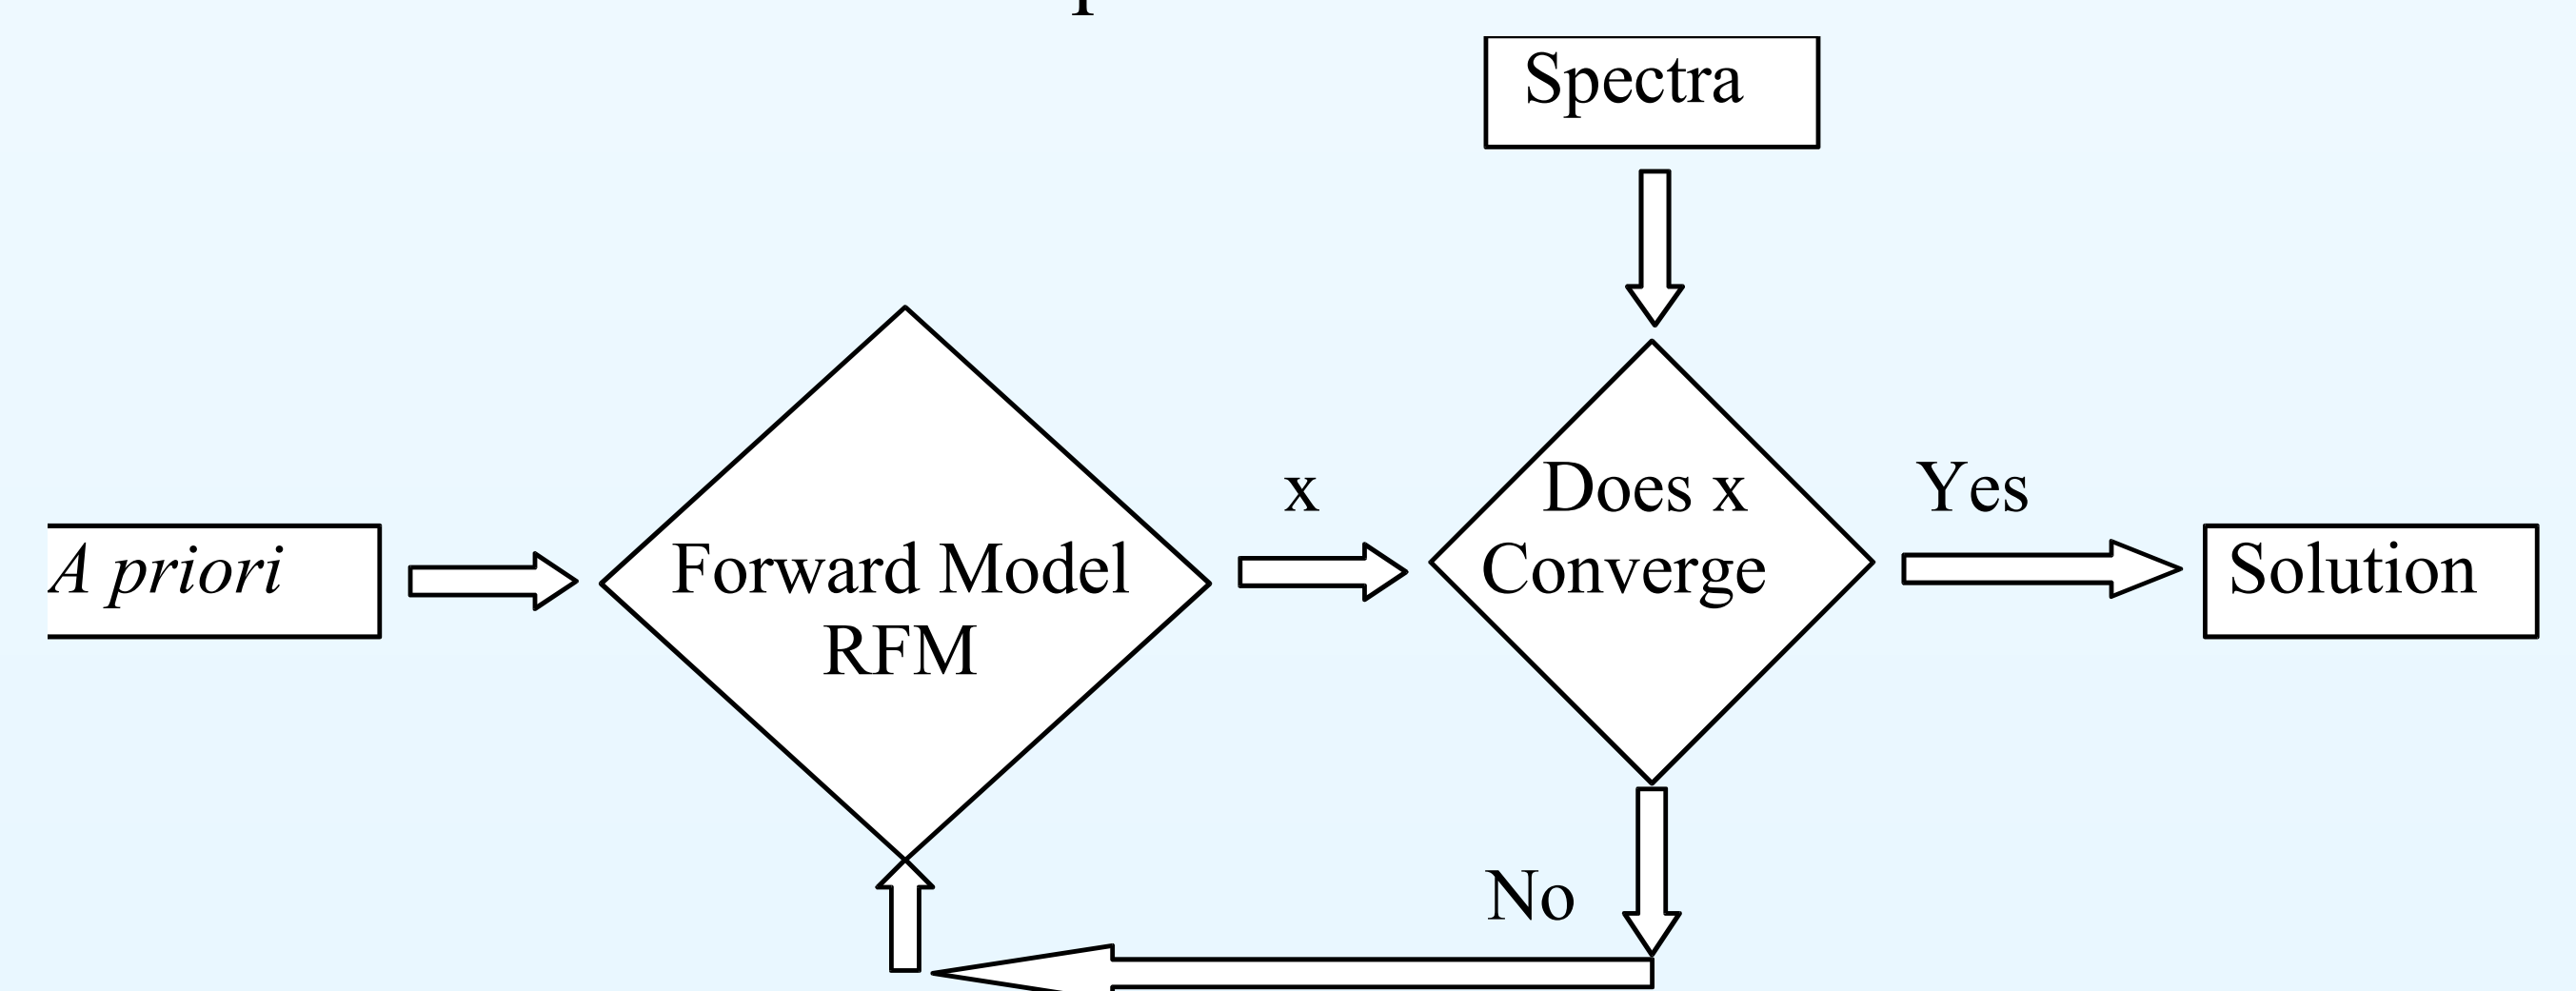 Spectra
Does x
Converge
x
Yes
A priori
Forward Model
RFM
Solution
No